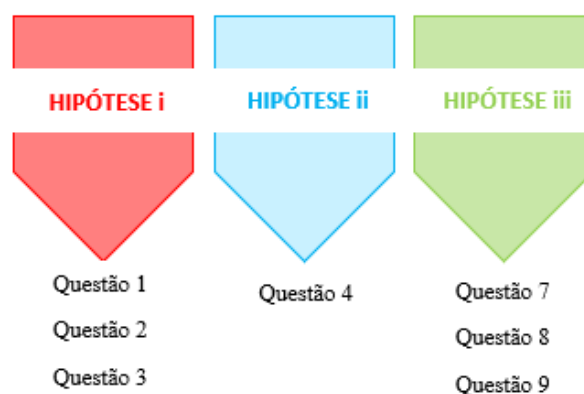 HIPÓTESE i
Questão 1
Questão 2
Questão 3
HIPÓTESE ii
Questão 4
HIPÓTESE iii
Questão 7
Questão 8
Questão 9